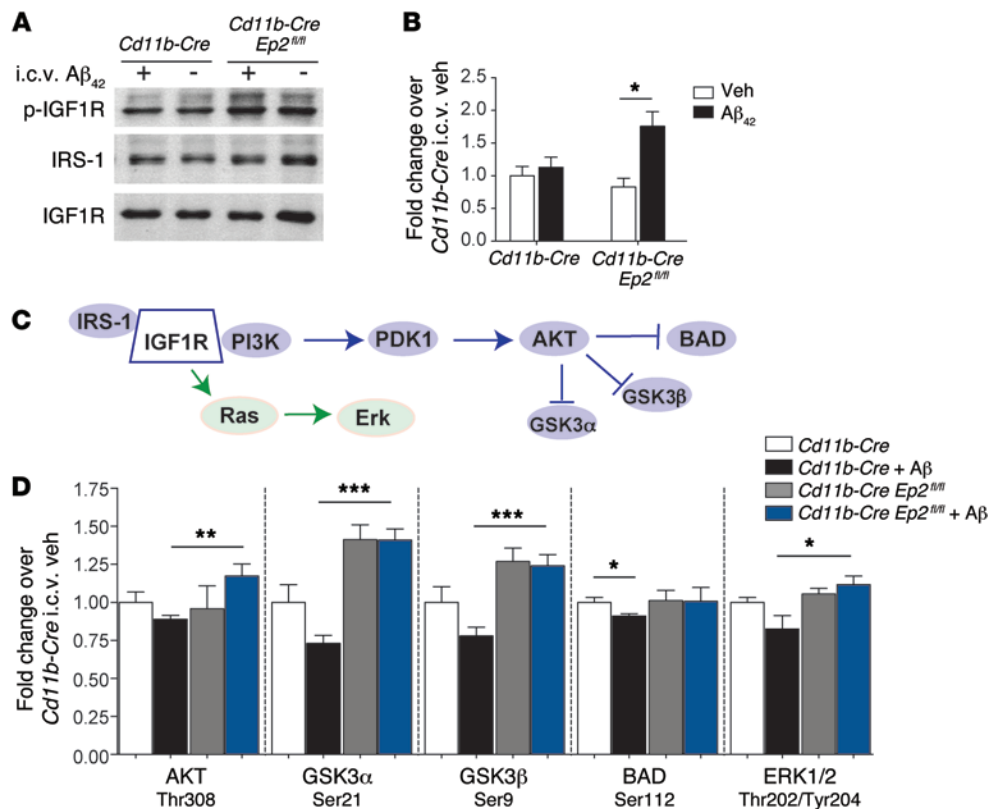 A
Cd11b-Cre
Cd11b-Cre
Ep2fl/fl
i.c.v. Aβ42 + - + -
p-IGF1R
IRS-1
IGF1R
B
Fold change over
Cd11b-Cre i.c.v. veh
2.5
2.0
1.5
1.0
0.5
0.0
*
Veh
Aβ42
Cd11b-Cre
Cd11b-Cre
Ep2fl/fl
C
IRS-1
IGF1R
PI3K
PDK1
AKT
BAD
GSK3β
GSK3α
Ras
Erk
Cd11b-Cre
Cd11b-Cre + Aβ
Cd11b-Cre Ep2fl/fl
Cd11b-Cre Ep2fl/fl + Aβ
D
Fold change over
Cd11b-Cre i.c.v. veh
1.75
1.50
1.25
1.00
0.75
0.50
0.25
0.00
**
***
***
*
*
AKT
Thr308
GSK3α
Ser21
GSK3β
Ser9
BAD
Ser112
ERK1/2
Thr202/Tyr204